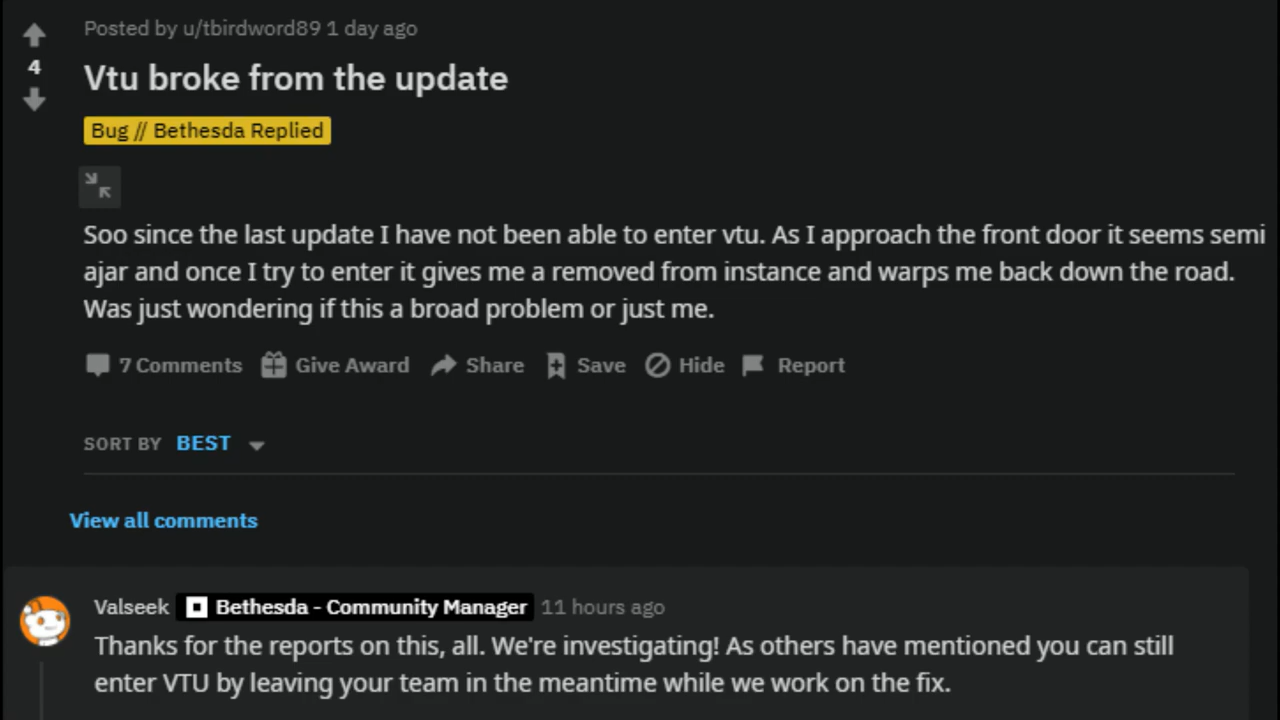 Posted by u/tbirdword89 1 day ago
4
Vtu broke from the update
Bug // Bethesda Replied
Soo since the last update I have not been able to enter vtu. As I approach the front door it seems semi
ajar and once I try to enter it gives me a removed from instance and warps me back down the road.
Was just wondering if this a broad problem or just me.
7 Comments Give Award Share Save Hide Report
SORT BY BEST
View all comments
Valseek Bethesda - Community Manager 11 hours ago
Thanks for the reports on this, all. We're investigating! As others have mentioned you can still
enter VTU by leaving your team in the meantime while we work on the fix.